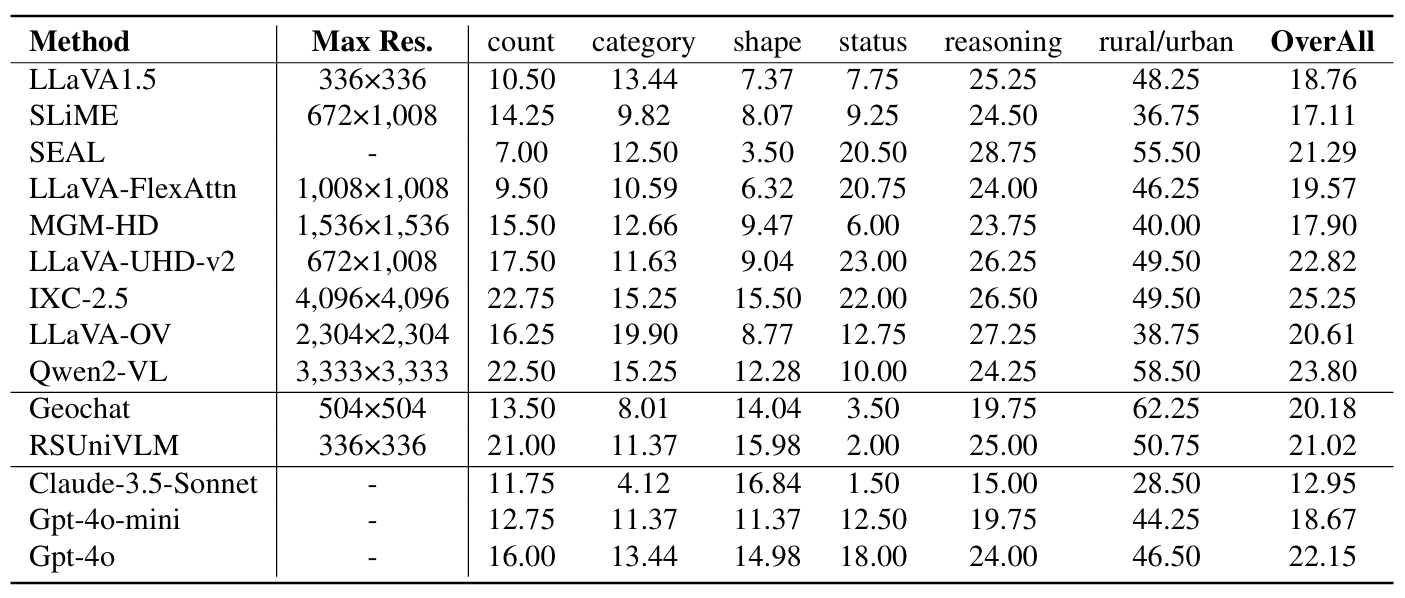 Method Max Res. count category shape status reasoning rural/urban OverAll
LLaVA1.5 336×336 10.50 13.44 7.37 7.75 25.25 48.25 18.76
SLiME 672×1,008 14.25 9.82 8.07 9.25 24.50 36.75 17.11
SEAL - 7.00 12.50 3.50 20.50 28.75 55.50 21.29
LLaVA-FlexAttn 1,008×1,008 9.50 10.59 6.32 20.75 24.00 46.25 19.57
MGM-HD 1,536×1,536 15.50 12.66 9.47 6.00 23.75 40.00 17.90
LLaVA-UHD-v2 672×1,008 17.50 11.63 9.04 23.00 26.25 49.50 22.82
IXC-2.5 4,096×4,096 22.75 15.25 15.50 22.00 26.50 49.50 25.25
LLaVA-OV 2,304×2,304 16.25 19.90 8.77 12.75 27.25 38.75 20.61
Qwen2-VL 3,333×3,333 22.50 15.25 12.28 10.00 24.25 58.50 23.80
Geochat 504×504 13.50 8.01 14.04 3.50 19.75 62.25 20.18
RSUniVLM 336×336 21.00 11.37 15.98 2.00 25.00 50.75 21.02
Claude-3.5-Sonnet - 11.75 4.12 16.84 1.50 15.00 28.50 12.95
Gpt-4o-mini - 12.75 11.37 11.37 12.50 19.75 44.25 18.67
Gpt-4o - 16.00 13.44 14.98 18.00 24.00 46.50 22.15